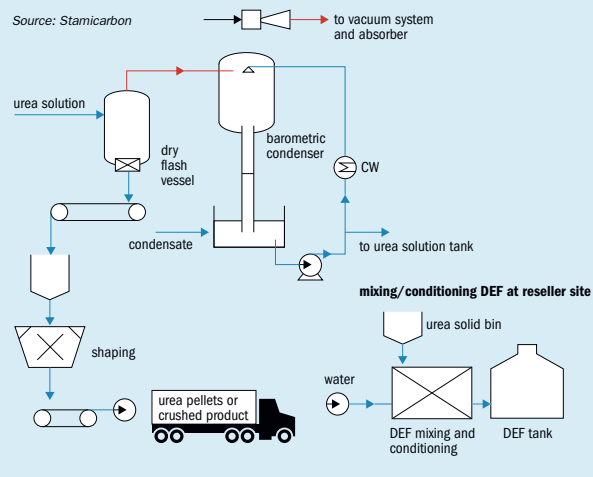 Source: Stamicarbon
to vacuum system
and absorber
urea solution
dry
flash
vessel
barometric
condenser
CW
condensate
to urea solution tank
mixing/conditioning DEF at reseller site
urea solid bin
shaping
water
urea pellets or
crushed product
DEF mixing and
conditioning
DEF tank